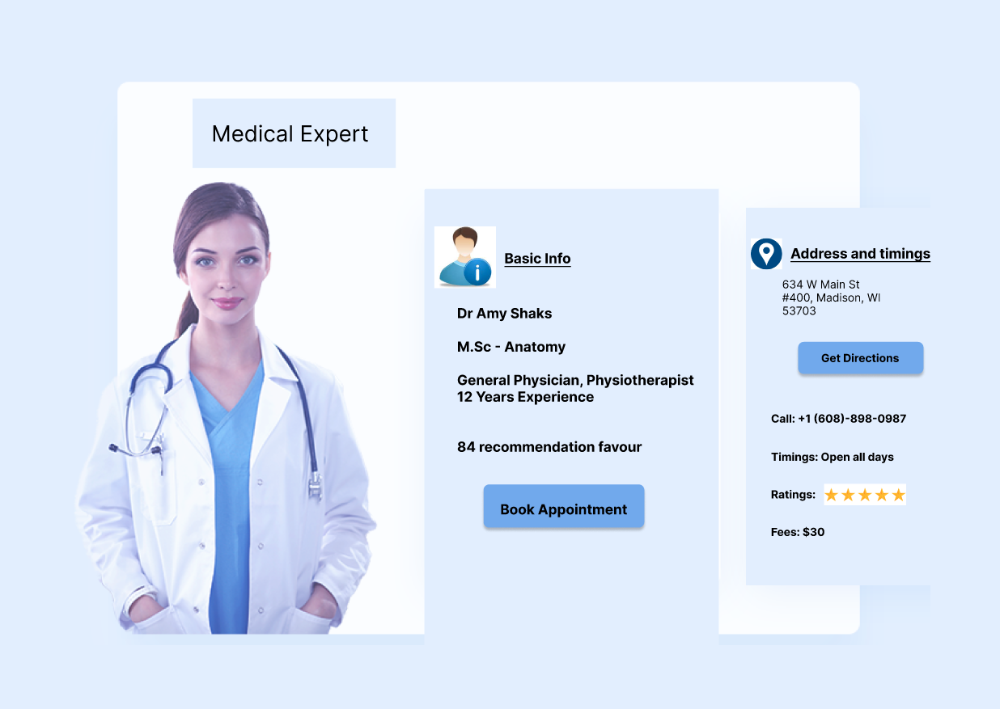 Medical Expert
Basic Info
Dr Amy Shaks
M.Sc - Anatomy
General Physician, Physiotherapist
12 Years Experience
84 recommendation favour
Book Appointment
Address and timings
634 W Main St
#400, Madison, WI
53703
Get Directions
Call: +1 (608)-898-0987
Timings: Open all days
Ratings:
Fees: $30